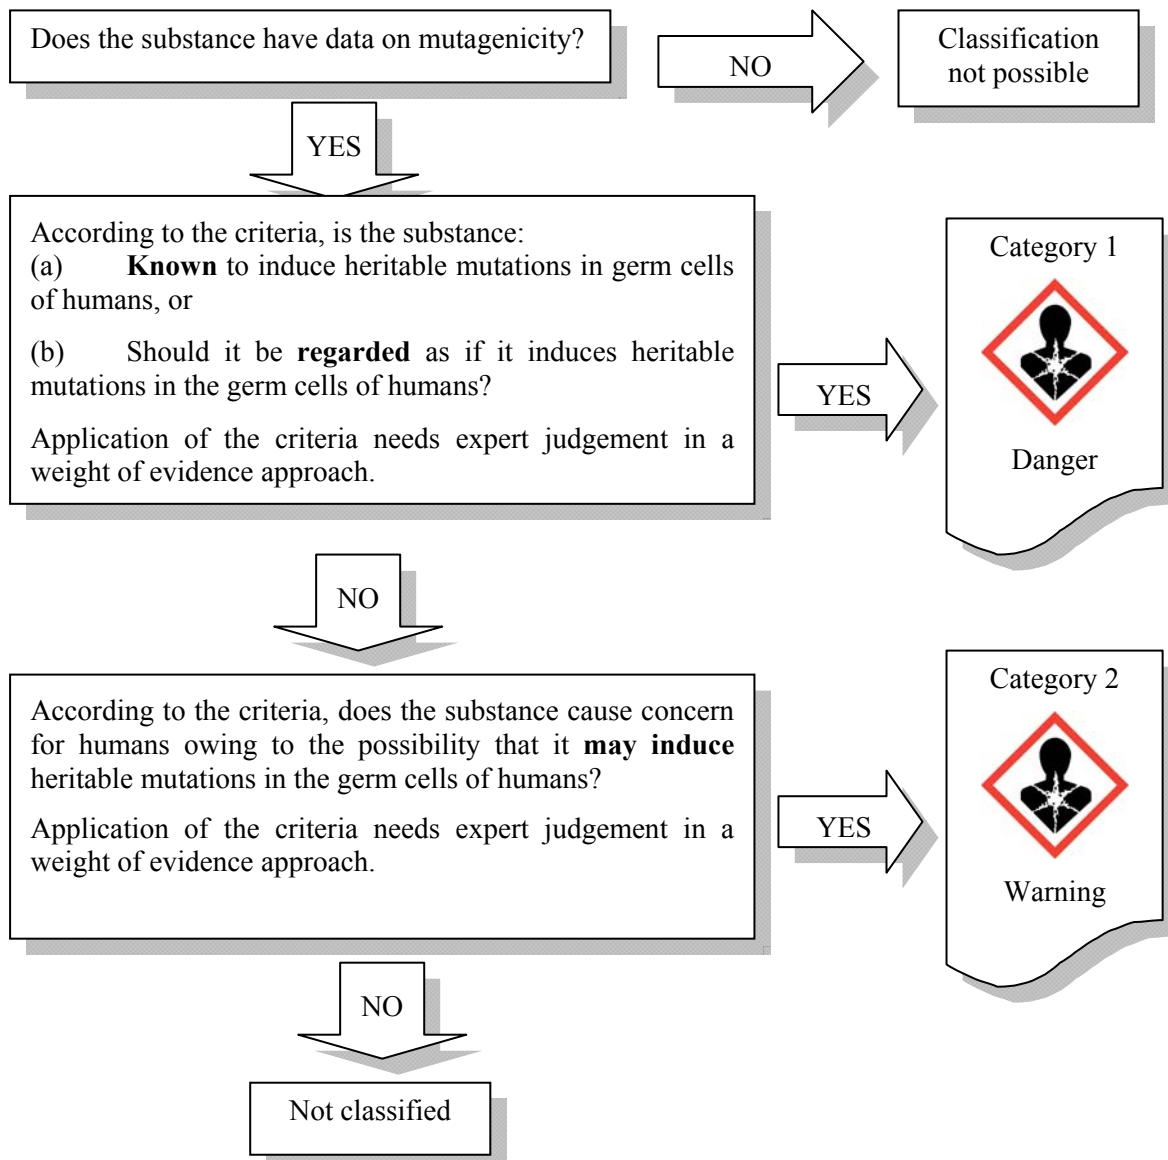 Does the substance have data on mutagenicity?
NO
Classification
not possible
YES
According to the criteria, is the substance:
(a) Known to induce heritable mutations in germ cells
of humans, or
(b) Should it be regarded as if it induces heritable
mutations in the germ cells of humans?
Application of the criteria needs expert judgement in a
weight of evidence approach.
YES
Category 1
Danger
NO
According to the criteria, does the substance cause concern
for humans owing to the possibility that it may induce
heritable mutations in the germ cells of humans?
Application of the criteria needs expert judgement in a
weight of evidence approach.
YES
Category 2
Warning
NO
Not classified